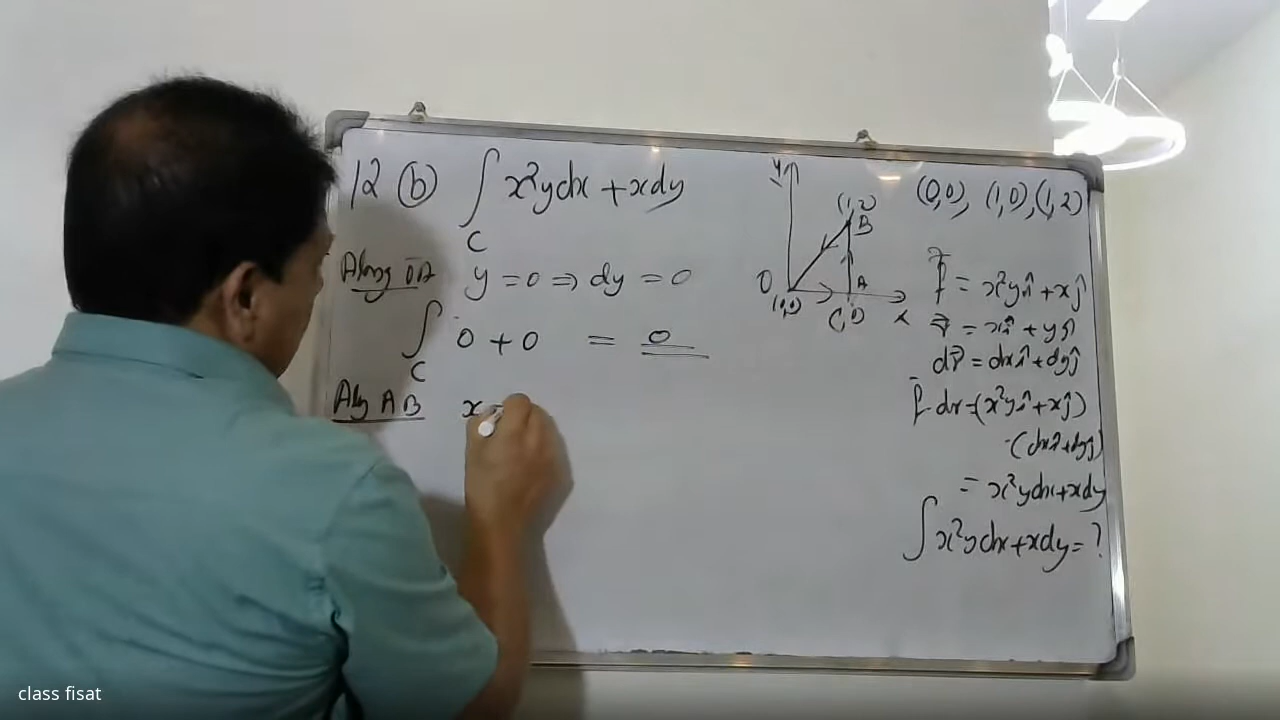 12 (b) ∫ x²ydx + xdy
C
Along OA y = 0 ⇒ dy = 0
∫ 0 + 0 = 0
C
Alg AB x =
y
(1,2)
B
O
A
(0,0)
(1,0)
x
(0,0), (1,0), (1,2)
f̄ = x²yî + xĵ
r̄ = xî + yĵ
dr̄ = dxî + dyĵ
f̄ · dr = (x²yî + xĵ)
· (dxî + dyĵ)
= x²ydx + xdy
∫ x²ydx + xdy = ?
class fisat